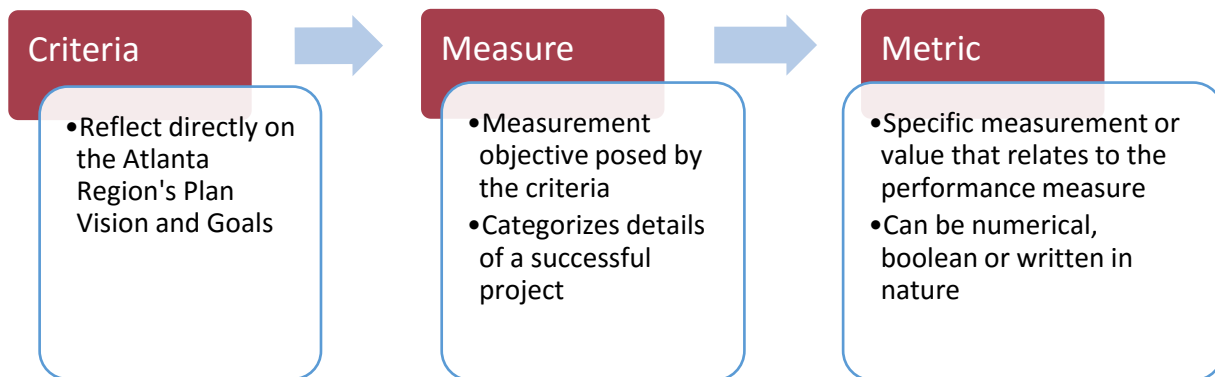 Criteria
•Reflect directly on
the Atlanta
Region's Plan
Vision and Goals
Measure
•Measurement
objective posed by
the criteria
•Categorizes details
of a successful
project
Metric
•Specific measurement or
value that relates to the
performance measure
•Can be numerical,
boolean or written in
nature